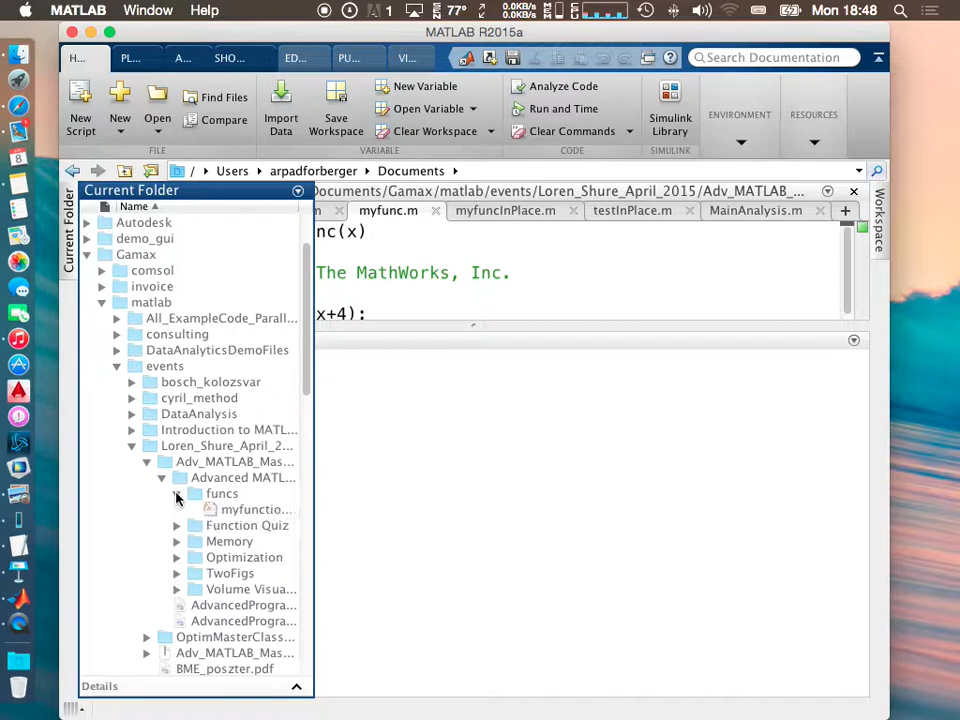 MATLAB Window Help 1 77° 0.0KB/s 0.0KB/s Mon 18:48
MATLAB R2015a
H... PL... A... SHO... ED... PU... VI... Search Documentation
New Script
New
Open
Find Files
Compare
FILE
Import Data
Save Workspace
New Variable
Open Variable
Clear Workspace
VARIABLE
Analyze Code
Run and Time
Clear Commands
CODE
Simulink Library
SIMULINK
ENVIRONMENT
RESOURCES
/ Users arpadforberger Documents
Current Folder
Current Folder
Documents/Gamax/matlab/events/Loren_Shure_April_2015/Adv_MATLAB_...
Workspace
m myfunc.m myfuncInPlace.m testInPlace.m MainAnalysis.m
nc(x)
The MathWorks, Inc.
x+4);
Name
Autodesk
demo_gui
Gamax
comsol
invoice
matlab
All_ExampleCode_Parall...
consulting
DataAnalyticsDemoFiles
events
bosch_kolozsvar
cyril_method
DataAnalysis
Introduction to MATL...
Loren_Shure_April_2...
Adv_MATLAB_Mas...
Advanced MATL...
funcs
myfunctio...
Function Quiz
Memory
Optimization
TwoFigs
Volume Visua...
AdvancedProgra...
AdvancedProgra...
OptimMasterClass...
Adv_MATLAB_Mas...
BME_poszter.pdf
Details